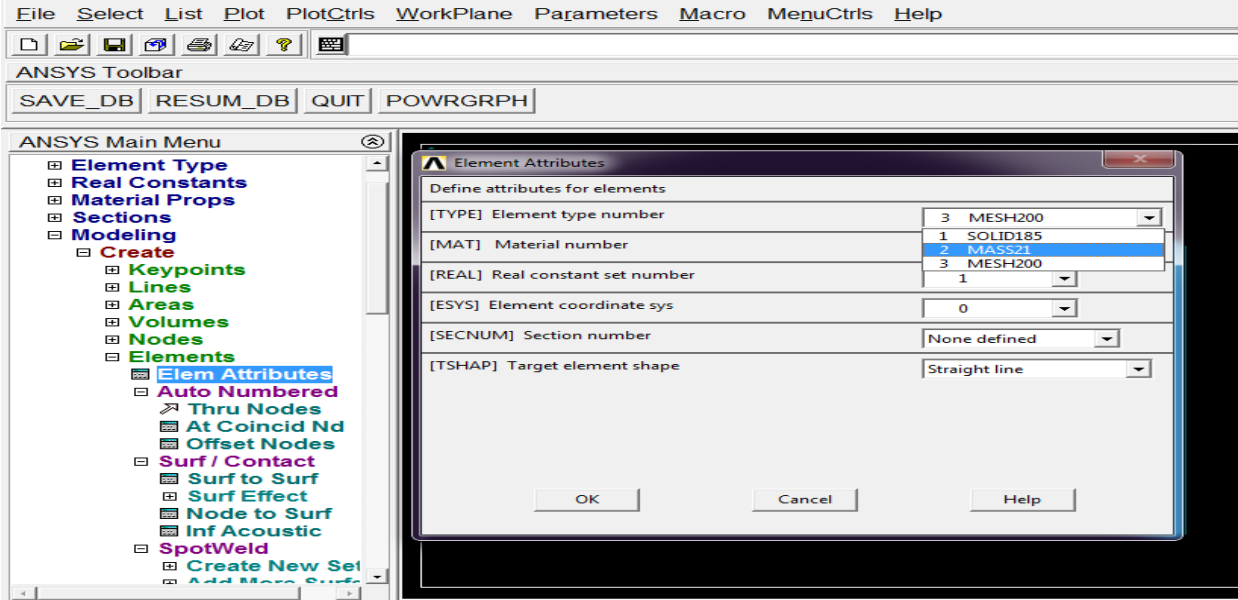 File Select List Plot PlotCtrls WorkPlane Parameters Macro MenuCtrls Help
ANSYS Toolbar
SAVE_DB RESUM_DB QUIT POWRGRPH
ANSYS Main Menu
Element Type
Real Constants
Material Props
Sections
Modeling
Create
Keypoints
Lines
Areas
Volumes
Nodes
Elements
Elem Attributes
Auto Numbered
Thru Nodes
At Coincid Nd
Offset Nodes
Surf / Contact
Surf to Surf
Surf Effect
Node to Surf
Inf Acoustic
SpotWeld
Create New Set
Add More Surfs
Element Attributes
Define attributes for elements
[TYPE] Element type number 3 MESH200
1 SOLID185
[MAT] Material number 2 MASS21
3 MESH200
[REAL] Real constant set number 1
[ESYS] Element coordinate sys 0
[SECNUM] Section number None defined
[TSHAP] Target element shape Straight line
OK Cancel Help